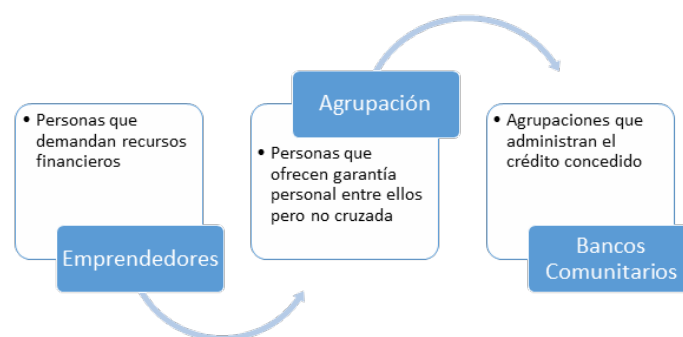 • Personas que
demandan recursos
financieros
Emprendedores
Agrupación
• Personas que
ofrecen garantía
personal entre ellos
pero no cruzada
• Agrupaciones que
administran el
crédito concedido
Bancos
Comunitarios